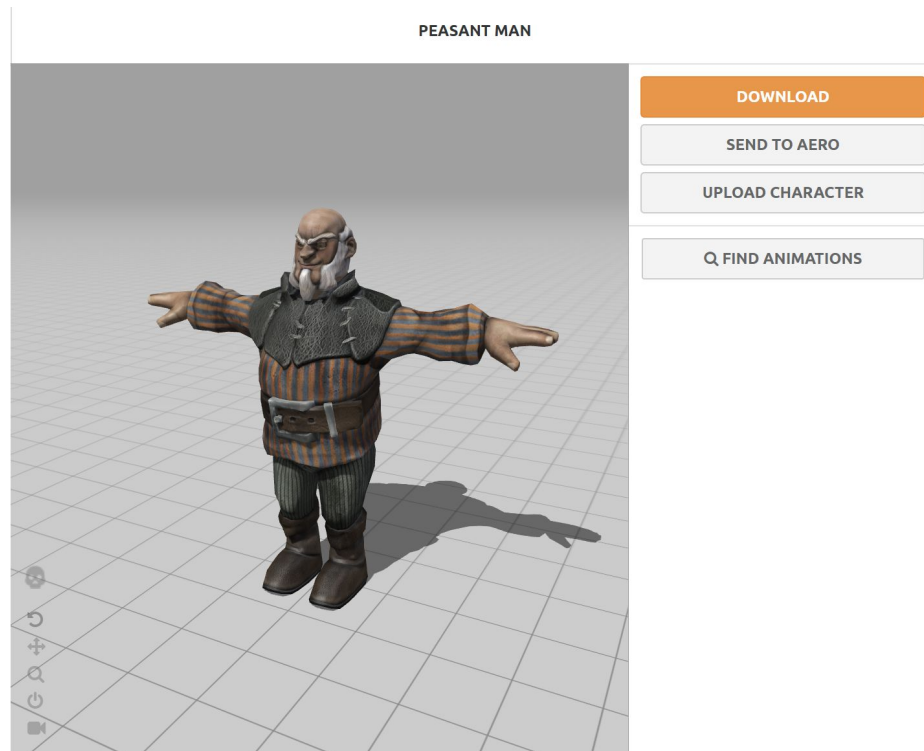 PEASANT MAN
DOWNLOAD
SEND TO AERO
UPLOAD CHARACTER
FIND ANIMATIONS